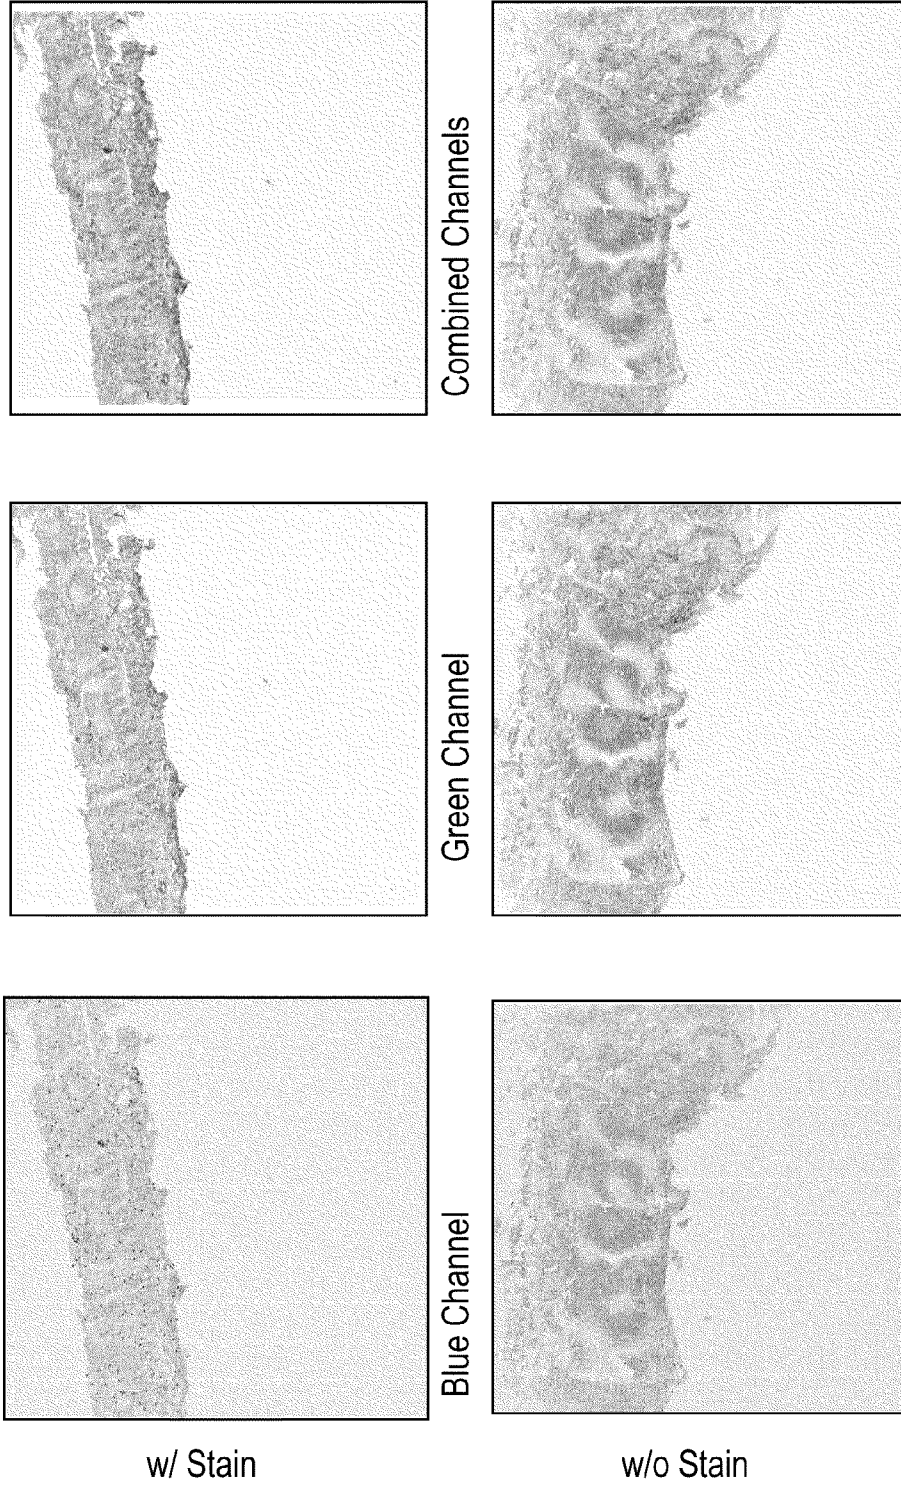 Combined Channels
Green Channel
Blue Channel
w/ Stain
w/o Stain